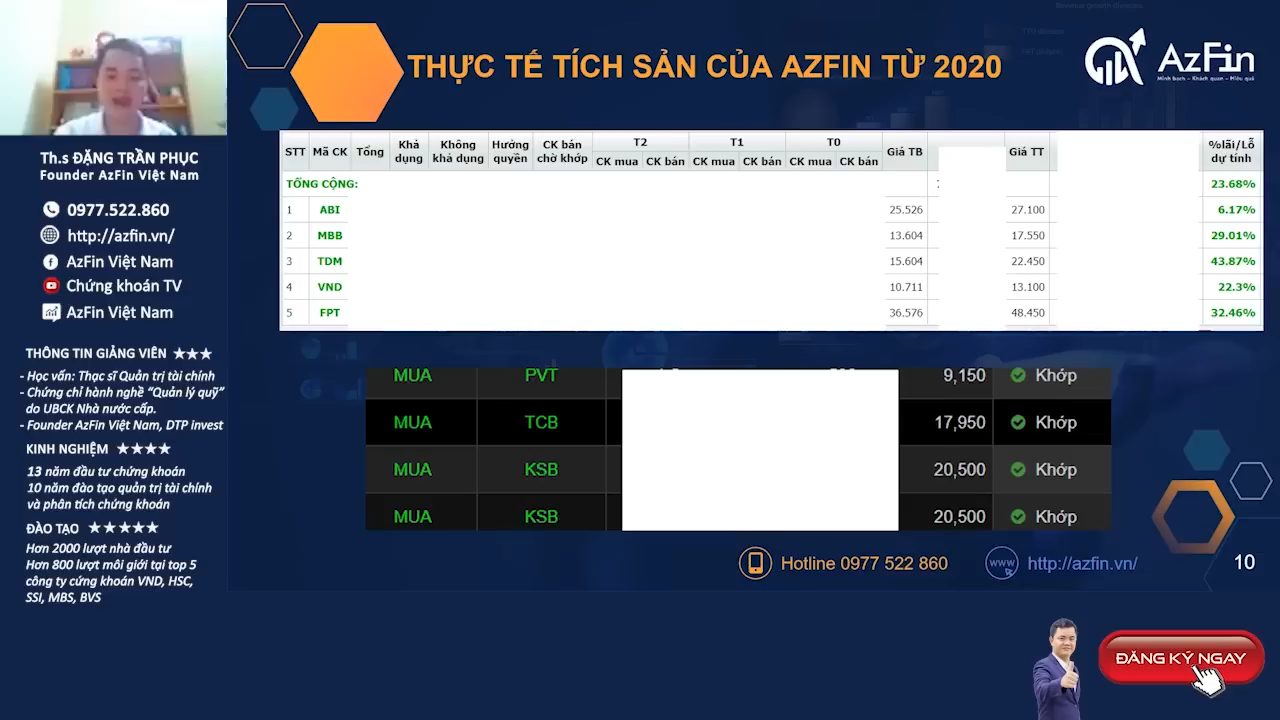 THỰC TẾ TÍCH SẢN CỦA AZFIN TỪ 2020
AzFin
Minh bạch - Khách quan - Hiệu quả
Th.s ĐẶNG TRẦN PHỤC
Founder AzFin Việt Nam
0977.522.860
http://azfin.vn/
AzFin Việt Nam
Chứng khoán TV
AzFin Việt Nam
THÔNG TIN GIẢNG VIÊN ★★★
- Học vấn: Thạc sĩ Quản trị tài chính
- Chứng chỉ hành nghề “Quản lý quỹ”
do UBCK Nhà nước cấp.
- Founder AzFin Việt Nam, DTP invest
KINH NGHIỆM ★★★★
13 năm đầu tư chứng khoán
10 năm đào tạo quản trị tài chính
và phân tích chứng khoán
ĐÀO TẠO ★★★★★
Hơn 2000 lượt nhà đầu tư
Hơn 800 lượt môi giới tại top 5
công ty cứng khoán VND, HSC,
SSI, MBS, BVS
STT Mã CK Tổng Khả dụng Không khả dụng Hưởng quyền CK bán chờ khớp T2 T1 T0 Giá TB Giá TT %lãi/Lỗ dự tính
CK mua CK bán CK mua CK bán CK mua CK bán
TỔNG CỘNG: 23.68%
1 ABI 25.526 27.100 6.17%
2 MBB 13.604 17.550 29.01%
3 TDM 15.604 22.450 43.87%
4 VND 10.711 13.100 22.3%
5 FPT 36.576 48.450 32.46%
MUA PVT 9,150 Khớp
MUA TCB 17,950 Khớp
MUA KSB 20,500 Khớp
MUA KSB 20,500 Khớp
Hotline 0977 522 860
www
http://azfin.vn/
10
ĐĂNG KÝ NGAY